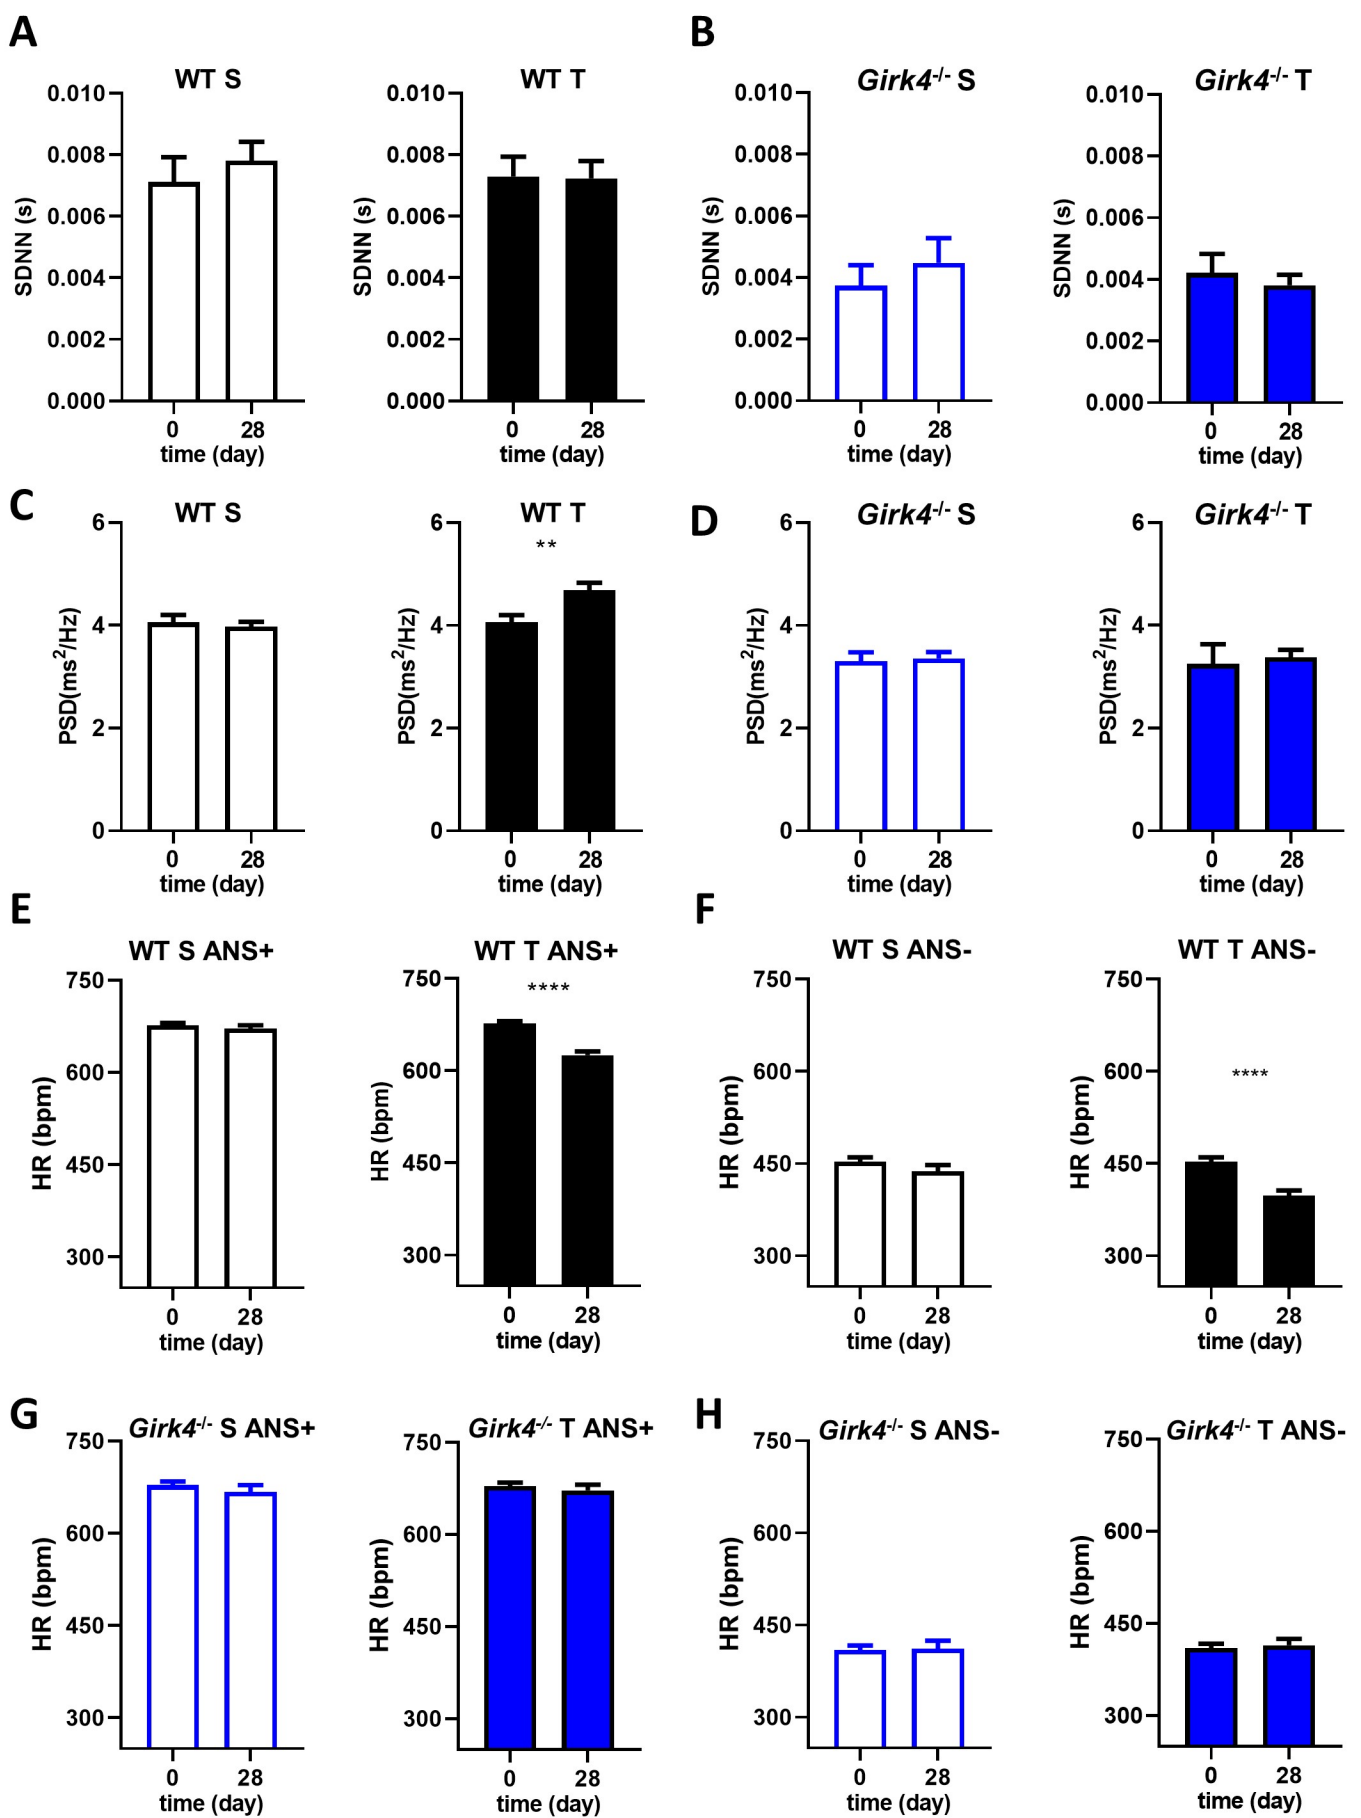 A
B
WT S
WT T
Girk4-/- S
Girk4-/- T
SDNN (s)
0.010
0.008
0.006
0.004
0.002
0.000
0
28
time (day)
SDNN (s)
0.010
0.008
0.006
0.004
0.002
0.000
0
28
time (day)
SDNN (s)
0.010
0.008
0.006
0.004
0.002
0.000
0
28
time (day)
SDNN (s)
0.010
0.008
0.006
0.004
0.002
0.000
0
28
time (day)
C
D
WT S
WT T
Girk4-/- S
Girk4-/- T
PSD(ms2/Hz)
6
4
2
0
0
28
time (day)
PSD(ms2/Hz)
6
4
2
0
**
0
28
time (day)
PSD(ms2/Hz)
6
4
2
0
0
28
time (day)
PSD(ms2/Hz)
6
4
2
0
0
28
time (day)
E
F
WT S ANS+
WT T ANS+
WT S ANS-
WT T ANS-
HR (bpm)
750
600
450
300
0
28
time (day)
HR (bpm)
750
600
450
300
****
0
28
time (day)
HR (bpm)
750
600
450
300
0
28
time (day)
HR (bpm)
750
600
450
300
****
0
28
time (day)
G
H
Girk4-/- S ANS+
Girk4-/- T ANS+
Girk4-/- S ANS-
Girk4-/- T ANS-
HR (bpm)
750
600
450
300
0
28
time (day)
HR (bpm)
750
600
450
300
0
28
time (day)
HR (bpm)
750
600
450
300
0
28
time (day)
HR (bpm)
750
600
450
300
0
28
time (day)